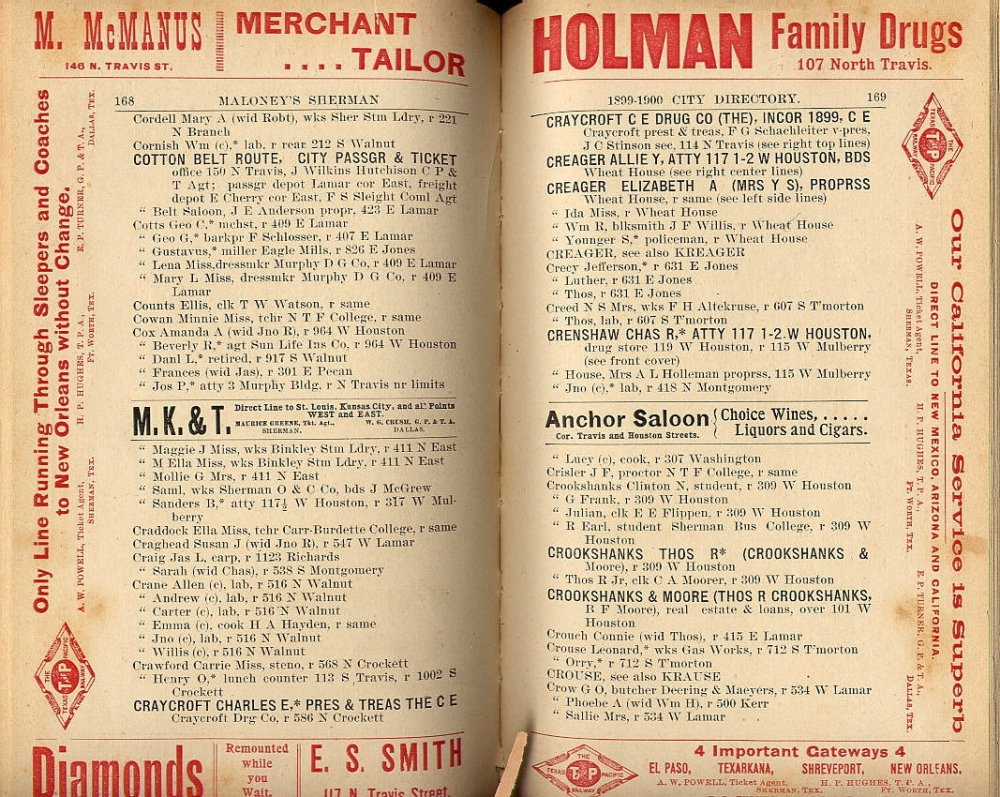 M. McMANUS
146 N. TRAVIS ST.
MERCHANT
.... TAILOR
Only Line Running Through Sleepers and Coaches
to New Orleans without Change.
A. W. POWELL, Ticket Agent,
SHERMAN, TEX.
H. P. HUGHES, T. P. A.,
FT. WORTH, TEX.
E. P. TURNER, G. P. & T. A.,
DALLAS, TEX.
THE
T&P
TEXAS PACIFIC
RAILWAY
168 MALONEY'S SHERMAN
Cordell Mary A (wid Robt), wks Sher Stm Ldry, r 221
N Branch
Cornish Wm (c),* lab, r rear 212 S Walnut
COTTON BELT ROUTE, CITY PASSGR & TICKET
office 150 N Travis, J Wilkins Hutchison C P &
T Agt; passgr depot Lamar cor East, freight
depot E Cherry cor East, F S Sleight Coml Agt
" Belt Saloon, J E Anderson propr, 423 E Lamar
Cotts Geo C,* mchst, r 409 E Lamar
" Geo G,* barkpr F Schlosser, r 407 E Lamar
" Gustavus,* miller Eagle Mills, r 826 E Jones
" Lena Miss,dressmkr Murphy D G Co, r 409 E Lamar
" Mary L Miss, dressmkr Murphy D G Co, r 409 E
Lamar
Counts Ellis, clk T W Watson, r same
Cowan Minnie Miss, tchr N T F College, r same
Cox Amanda A (wid Jno R), r 964 W Houston
" Beverly R,* agt Sun Life Ins Co, r 964 W Houston
" Danl L,* retired, r 917 S Walnut
" Frances (wid Jas), r 301 E Pecan
" Jos P,* atty 3 Murphy Bldg, r N Travis nr limits
M.K.&T. Direct Line to St. Louis, Kansas City, and all Points
WEST and EAST.
MAURICE GREENE, Tkt. Agt., W. G. CRUSH, G. P. & T. A.
SHERMAN. DALLAS.
" Maggie J Miss, wks Binkley Stm Ldry, r 411 N East
" M Ella Miss, wks Binkley Stm Ldry, r 411 N East
" Mollie G Mrs, r 411 N East
" Saml, wks Sherman O & C Co, bds J McGrew
" Sanders B,* atty 117½ W Houston, r 317 W Mul-
berry
Craddock Ella Miss, tchr Carr-Burdette College, r same
Craghead Susan J (wid Jno R), r 547 W Lamar
Craig Jas L, carp, r 1123 Richards
" Sarah (wid Chas), r 538 S Montgomery
Crane Allen (c), lab, r 516 N Walnut
" Andrew (c), lab, r 516 N Walnut
" Carter (c), lab, r 516 N Walnut
" Emma (c), cook H A Hayden, r same
" Jno (c), lab, r 516 N Walnut
" Willis (c), r 516 N Walnut
Crawford Carrie Miss, steno, r 568 N Crockett
" Henry O,* lunch counter 113 S Travis, r 1002 S
Crockett
CRAYCROFT CHARLES E,* PRES & TREAS THE C E
Craycroft Drg Co, r 586 N Crockett
Diamonds
Remounted
while
you
Wait.
E. S. SMITH
117 N. Travis Street.
HOLMAN Family Drugs
107 North Travis.
1899-1900 CITY DIRECTORY. 169
CRAYCROFT C E DRUG CO (THE), INCOR 1899, C E
Craycroft prest & treas, F G Schachleiter v-pres,
J C Stinson sec, 114 N Travis (see right top lines)
CREAGER ALLIE Y, ATTY 117 1-2 W HOUSTON, BDS
Wheat House (see right center lines)
CREAGER ELIZABETH A (MRS Y S), PROPRSS
Wheat House, r same (see left side lines)
" Ida Miss, r Wheat House
" Wm R, blksmith J F Willis, r Wheat House
" Younger S,* policeman, r Wheat House
CREAGER, see also KREAGER
Crecy Jefferson,* r 631 E Jones
" Luther, r 631 E Jones
" Thos, r 631 E Jones
Creed N S Mrs, wks F H Altekruse, r 607 S T'morton
" Thos, lab, r 607 S T'morton
CRENSHAW CHAS R,* ATTY 117 1-2 W HOUSTON,
drug store 119 W Houston, r 115 W Mulberry
(see front cover)
" House, Mrs A L Holleman proprss, 115 W Mulberry
" Jno (c),* lab, r 418 N Montgomery
Anchor Saloon { Choice Wines, .....
Cor. Travis and Houston Streets. Liquors and Cigars.
" Lucy (c), cook, r 307 Washington
Crisler J F, proctor N T F College, r same
Crookshanks Clinton N, student, r 309 W Houston
" G Frank, r 309 W Houston
" Julian, clk E E Flippen, r 309 W Houston
" R Earl, student Sherman Bus College, r 309 W
Houston
CROOKSHANKS THOS R* (CROOKSHANKS &
Moore), r 309 W Houston
" Thos R Jr, clk C A Moorer, r 309 W Houston
CROOKSHANKS & MOORE (THOS R CROOKSHANKS,
B F Moore), real estate & loans, over 101 W
Houston
Crouch Connie (wid Thos), r 415 E Lamar
Crouse Leonard,* wks Gas Works, r 712 S T'morton
" Orry,* r 712 S T'morton
CROUSE, see also KRAUSE
Crow G O, butcher Deering & Maeyers, r 534 W Lamar
" Phoebe A (wid Wm H), r 500 Kerr
" Sallie Mrs, r 534 W Lamar
THE
T&P
TEXAS PACIFIC
RAILWAY
Our California Service is Superb
DIRECT LINE TO NEW MEXICO, ARIZONA AND CALIFORNIA
A. W. POWELL, Ticket Agent,
SHERMAN, TEXAS.
H. P. HUGHES, T. P. A.,
FT. WORTH, TEX.
E. P. TURNER, G. P. & T. A.,
DALLAS, TEX.
THE
T&P
TEXAS PACIFIC
RAILWAY
4 Important Gateways 4
EL PASO, TEXARKANA, SHREVEPORT, NEW ORLEANS.
A. W. POWELL, Ticket Agent, H. P. HUGHES, T. P. A.,
SHERMAN, TEX. FT. WORTH, TEX.